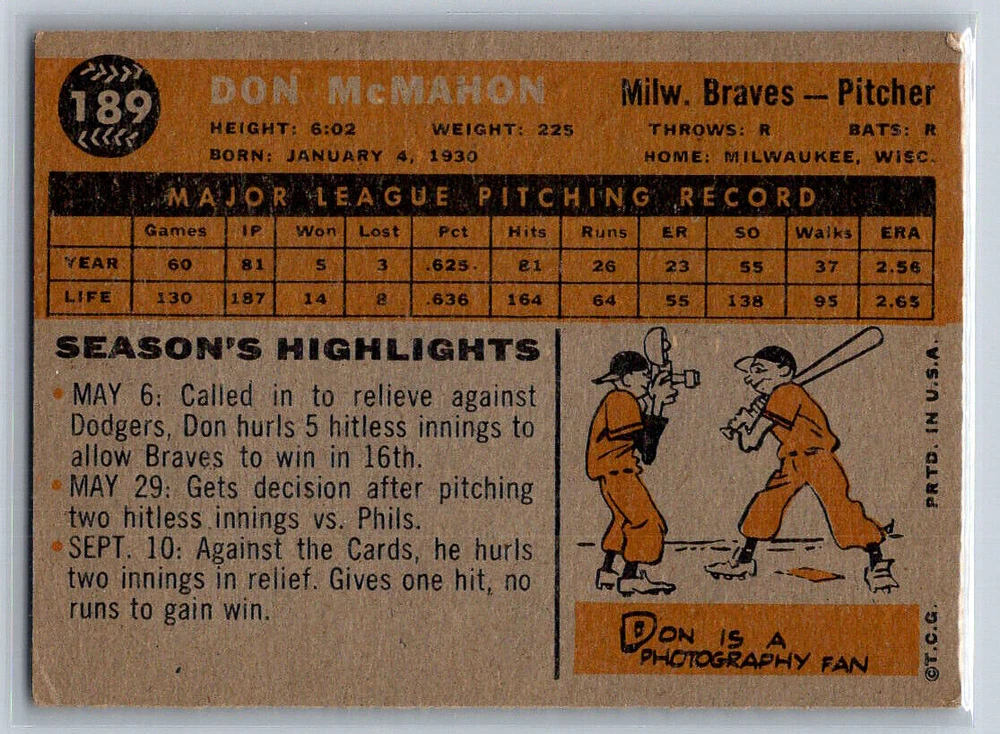 189
DON McMAHON
Milw. Braves — Pitcher
HEIGHT: 6:02 WEIGHT: 225 THROWS: R BATS: R
BORN: JANUARY 4, 1930 HOME: MILWAUKEE, WISC.
MAJOR LEAGUE PITCHING RECORD
Games IP Won Lost Pct Hits Runs ER SO Walks ERA
YEAR 60 81 5 3 .625 81 26 23 55 37 2.56
LIFE 130 187 14 8 .636 164 64 55 138 95 2.65
SEASON'S HIGHLIGHTS
• MAY 6: Called in to relieve against
Dodgers, Don hurls 5 hitless innings to
allow Braves to win in 16th.
• MAY 29: Gets decision after pitching
two hitless innings vs. Phils.
• SEPT. 10: Against the Cards, he hurls
two innings in relief. Gives one hit, no
runs to gain win.
DON IS A
PHOTOGRAPHY FAN
PRTD. IN U.S.A.
©T.C.G.